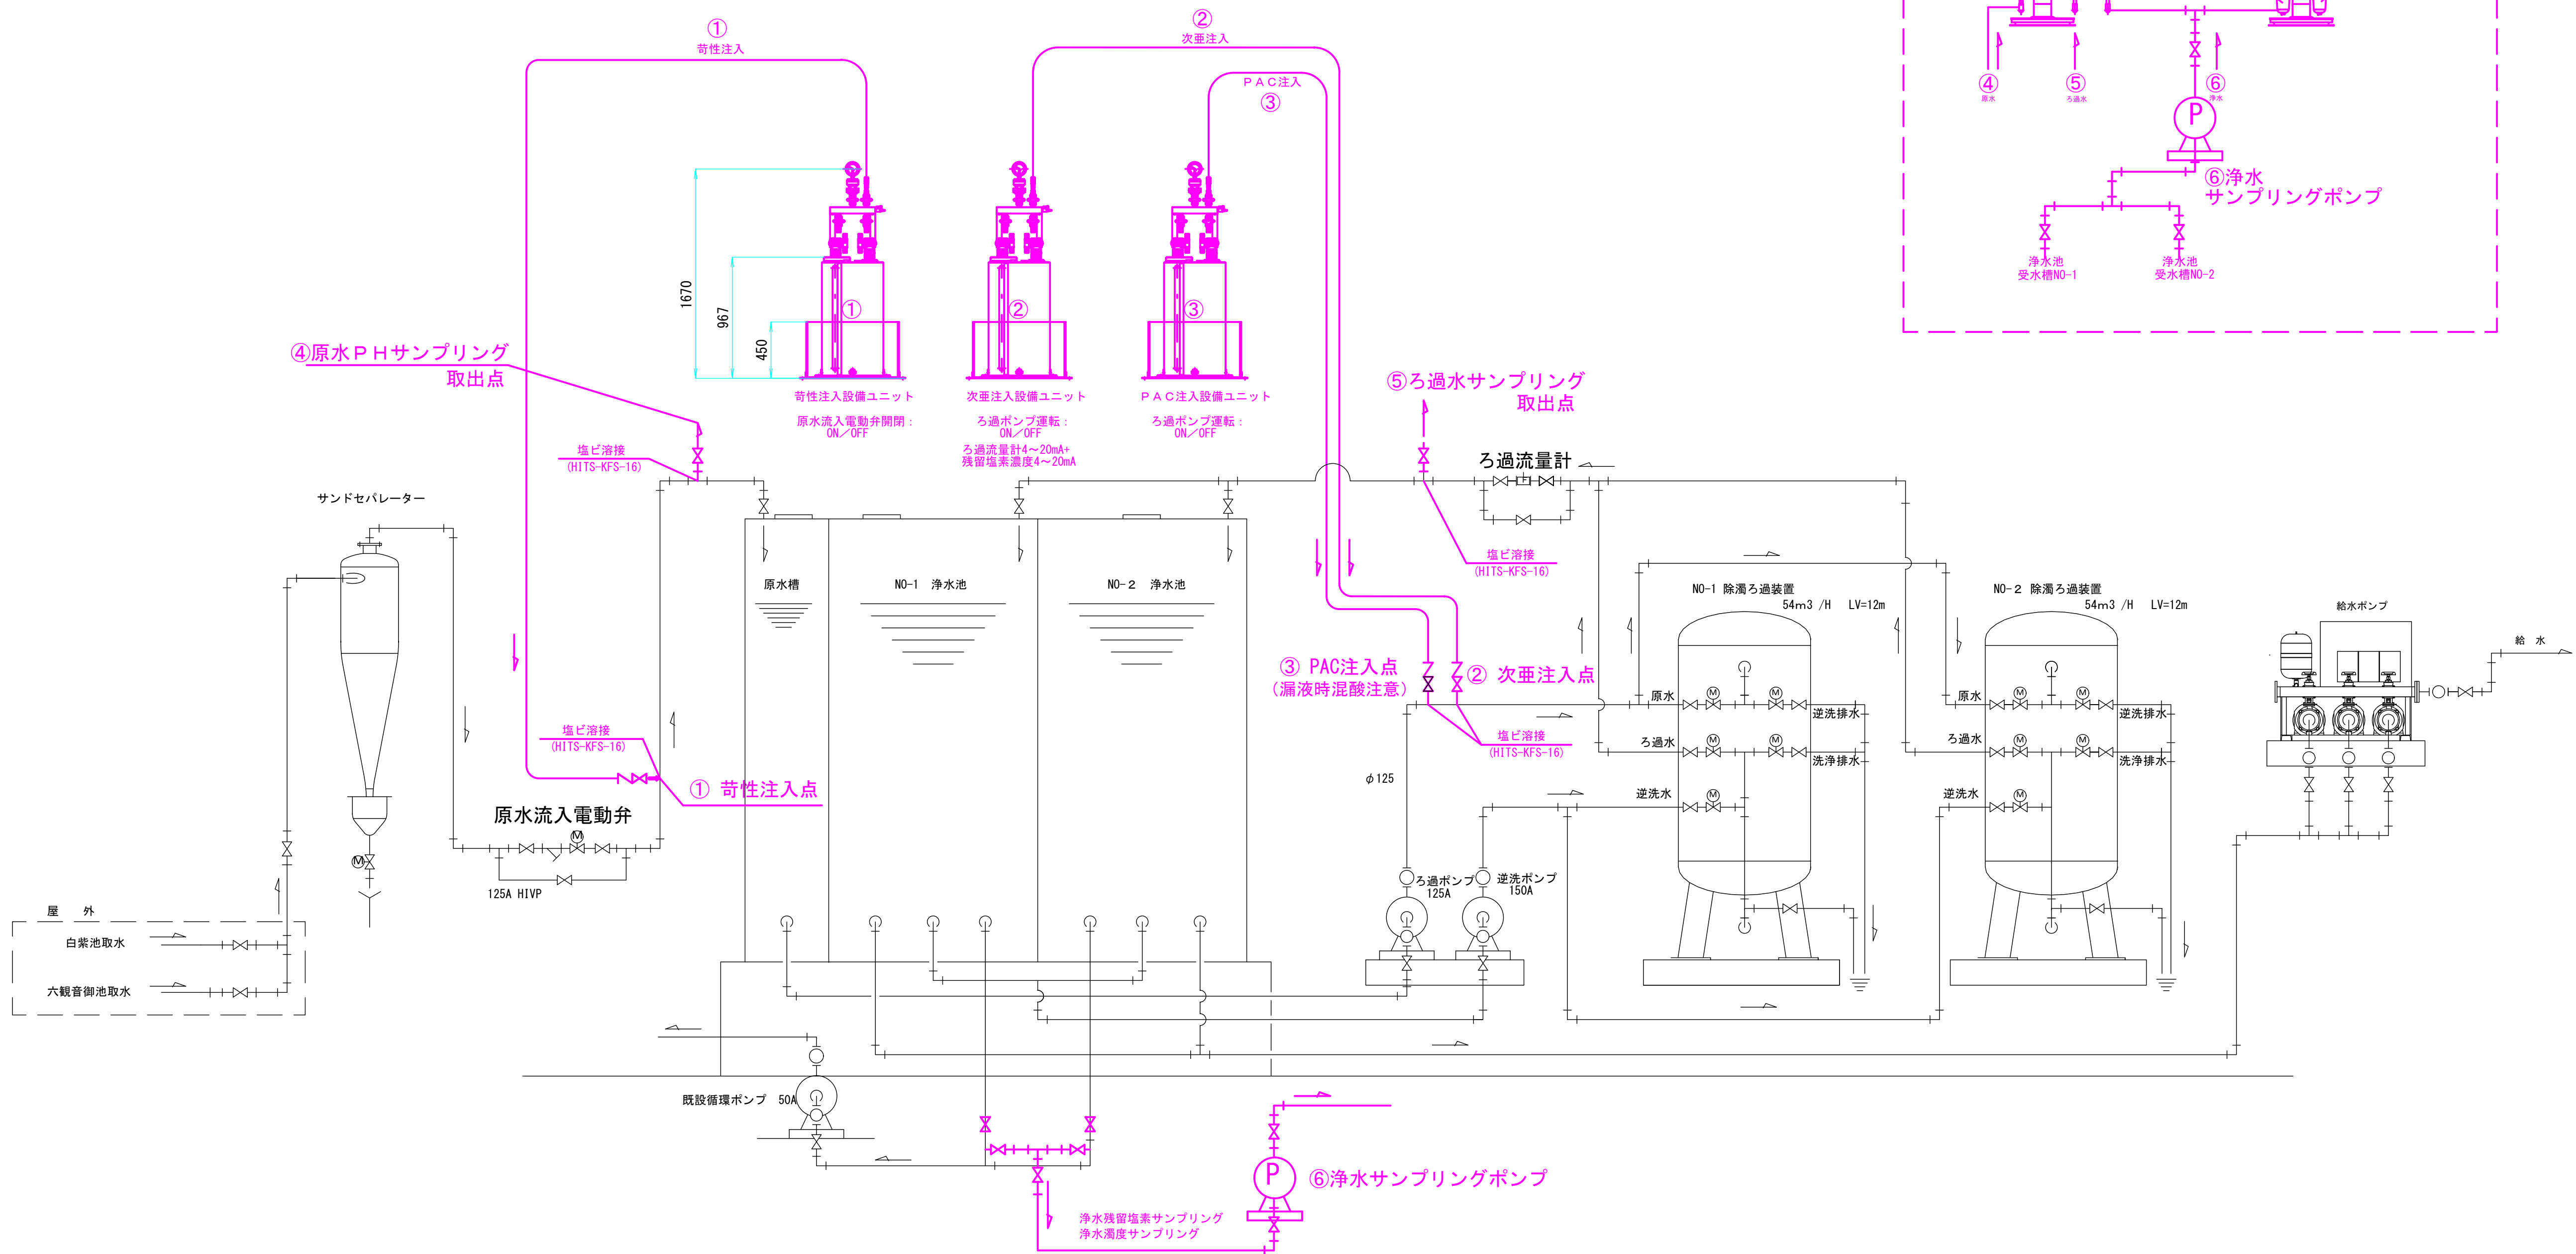 ①
苛性注入
②
次亜注入
ＰＡＣ注入
③
④
原水
⑤
ろ過水
⑥
浄水
P
⑥浄水
サンプリングポンプ
浄水池
受水槽NO-1
浄水池
受水槽NO-2
1670
967
450
①
②
③
④原水ＰＨサンプリング
取出点
苛性注入設備ユニット
原水流入電動弁開閉：
ON／OFF
次亜注入設備ユニット
ろ過ポンプ運転：
ON／OFF
ろ過流量計4～20mA+
残留塩素濃度4～20mA
ＰＡＣ注入設備ユニット
ろ過ポンプ運転：
ON／OFF
⑤ろ過水サンプリング
取出点
塩ビ溶接
(HITS-KFS-16)
ろ過流量計
F
サンドセパレーター
塩ビ溶接
(HITS-KFS-16)
原水槽
NO-1　浄水池
NO-2　浄水池
NO-1 除濁ろ過装置
54m3 /H　LV=12m
NO-2 除濁ろ過装置
54m3 /H　LV=12m
給水ポンプ
給　水
③ PAC注入点
(漏液時混酸注意)
② 次亜注入点
塩ビ溶接
(HITS-KFS-16)
原水
M
M
逆洗排水
ろ過水
M
M
洗浄排水
逆洗水
M
原水
M
M
逆洗排水
ろ過水
M
M
洗浄排水
逆洗水
M
塩ビ溶接
(HITS-KFS-16)
① 苛性注入点
φ125
原水流入電動弁
M
125A HIVP
M
ろ過ポンプ
125A
逆洗ポンプ
150A
屋　外
白紫池取水
六観音御池取水
既設循環ポンプ　50A
P
⑥浄水サンプリングポンプ
浄水残留塩素サンプリング
浄水濁度サンプリング